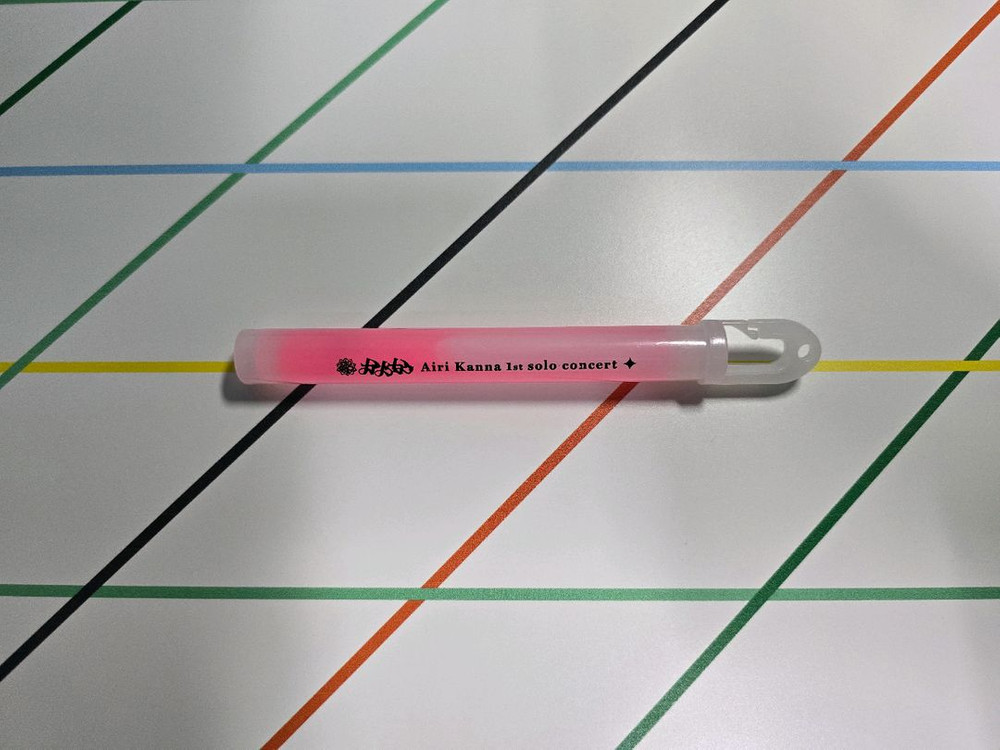 Airi Kanna 1st solo concert